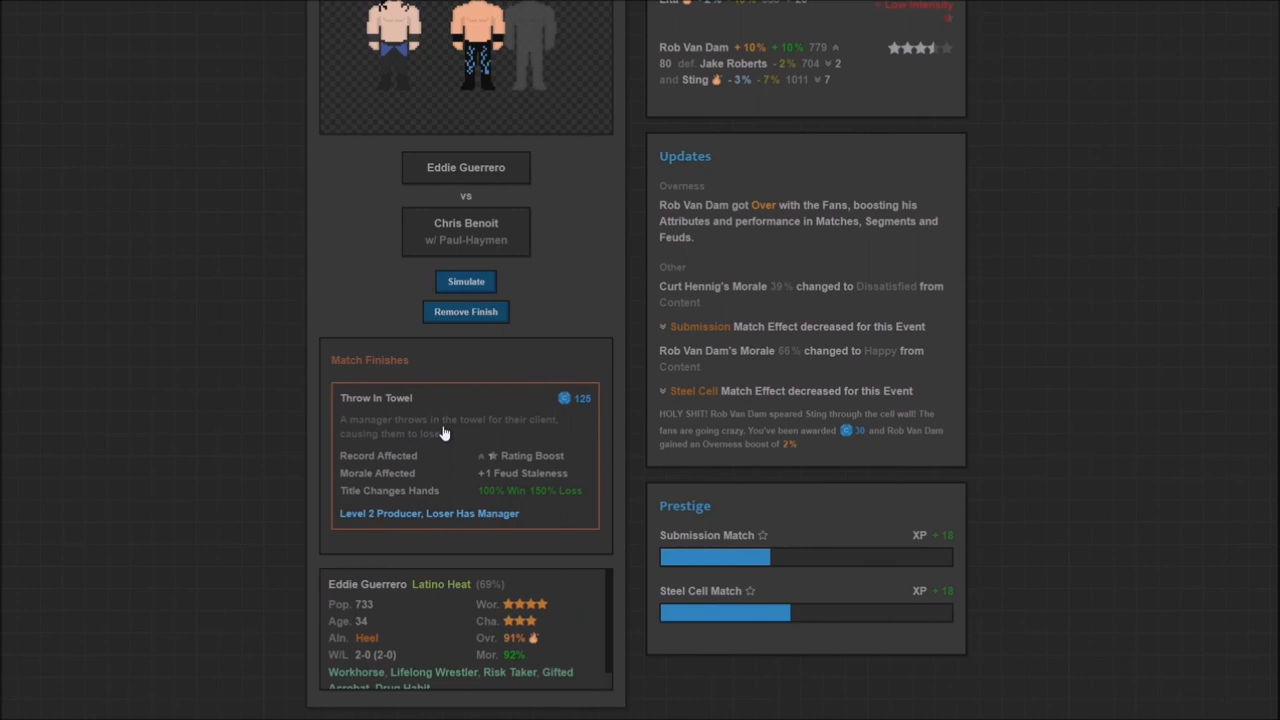 Eddie Guerrero
vs
Chris Benoit
w/ Paul-Haymen
Simulate
Remove Finish
Match Finishes
Throw In Towel 125
A manager throws in the towel for their client,
causing them to lose
Record Affected Rating Boost
Morale Affected +1 Feud Staleness
Title Changes Hands 100% Win 150% Loss
Level 2 Producer, Loser Has Manager
Eddie Guerrero Latino Heat (69%)
Pop. 733 Wor.
Age. 34 Cha.
Aln. Heel Ovr. 91%
W/L 2-0 (2-0) Mor. 92%
Workhorse, Lifelong Wrestler, Risk Taker, Gifted
Acrobat, Drug Habit
Low Intensity
Rob Van Dam + 10% + 10% 779
80 def. Jake Roberts - 2% 704 2
and Sting - 3% - 7% 1011 7
Updates
Overness
Rob Van Dam got Over with the Fans, boosting his
Attributes and performance in Matches, Segments and
Feuds.
Other
Curt Hennig's Morale 39% changed to Dissatisfied from
Content
Submission Match Effect decreased for this Event
Rob Van Dam's Morale 66% changed to Happy from
Content
Steel Cell Match Effect decreased for this Event
HOLY SHIT! Rob Van Dam speared Sting through the cell wall! The
fans are going crazy. You've been awarded 30 and Rob Van Dam
gained an Overness boost of 2%
Prestige
Submission Match XP + 18
Steel Cell Match XP + 18